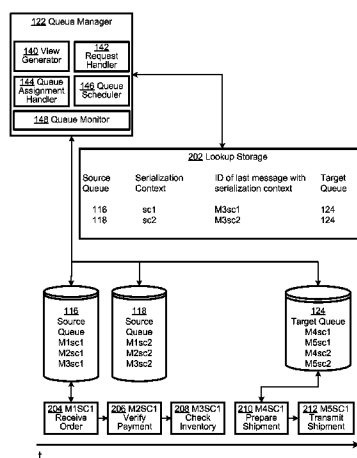 122 Queue Manager
140 View
Generator
142
Request
Handler
144 Queue
Assignment
Handler
146 Queue
Scheduler
148 Queue Monitor
202 Lookup Storage
Source
Queue
Serialization
Context
ID of last message with
serialization context
Target
Queue
116 sc1 M3sc1 124
118 sc2 M3sc2 124
116
Source
Queue
M1sc1
M2sc1
M3sc1
118
Source
Queue
M1sc2
M2sc2
M3sc2
124
Target Queue
M4sc1
M5sc1
M4sc2
M5sc2
204 M1SC1
Receive
Order
206 M2SC1
Verify
Payment
208 M3SC1
Check
Inventory
210 M4SC1
Prepare
Shipment
212 M5SC1
Transmit
Shipment
t